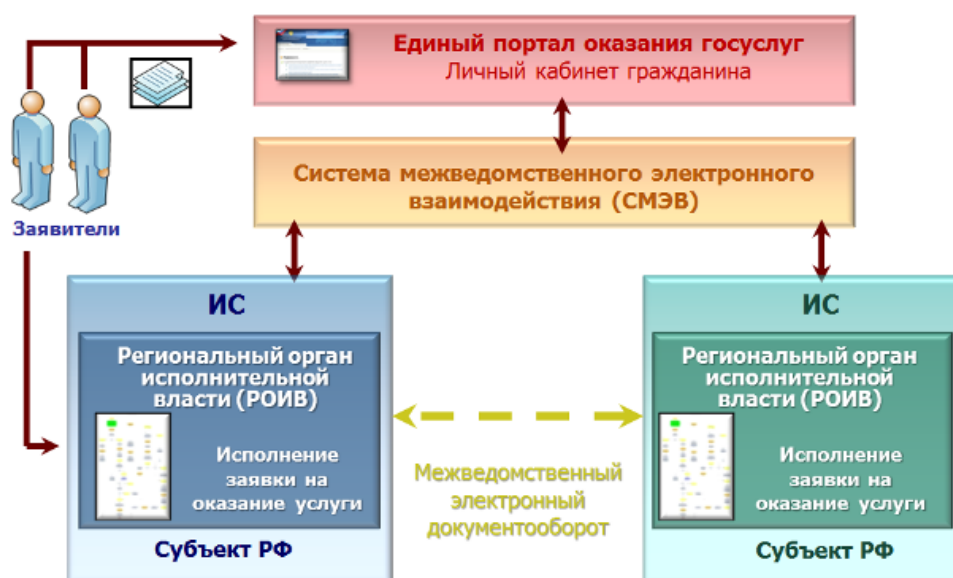 Единый портал оказания госуслуг
Личный кабинет гражданина
Система межведомственного электронного
взаимодействия (СМЭВ)
Заявители
ИС
Региональный орган
исполнительной
власти (РОИВ)
Исполнение
заявки на
оказание услуги
Субъект РФ
Межведомственный
электронный
документооборот
ИС
Региональный орган
исполнительной
власти (РОИВ)
Исполнение
заявки на
оказание услуги
Субъект РФ